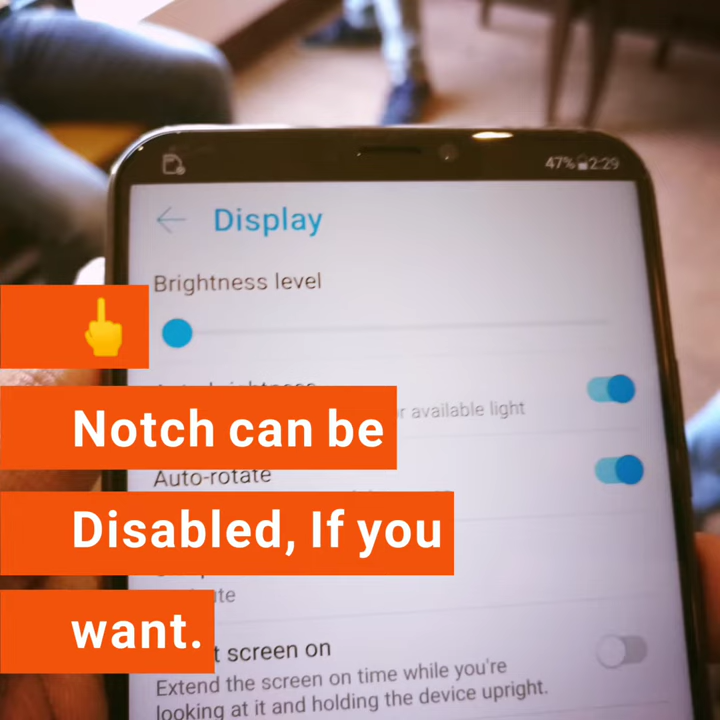 47% 2:29
Display
Brightness level
available light
🖕
Notch can be
Auto-rotate
Disabled, If you
want.
screen on
Extend the screen on time while you're
looking at it and holding the device upright.